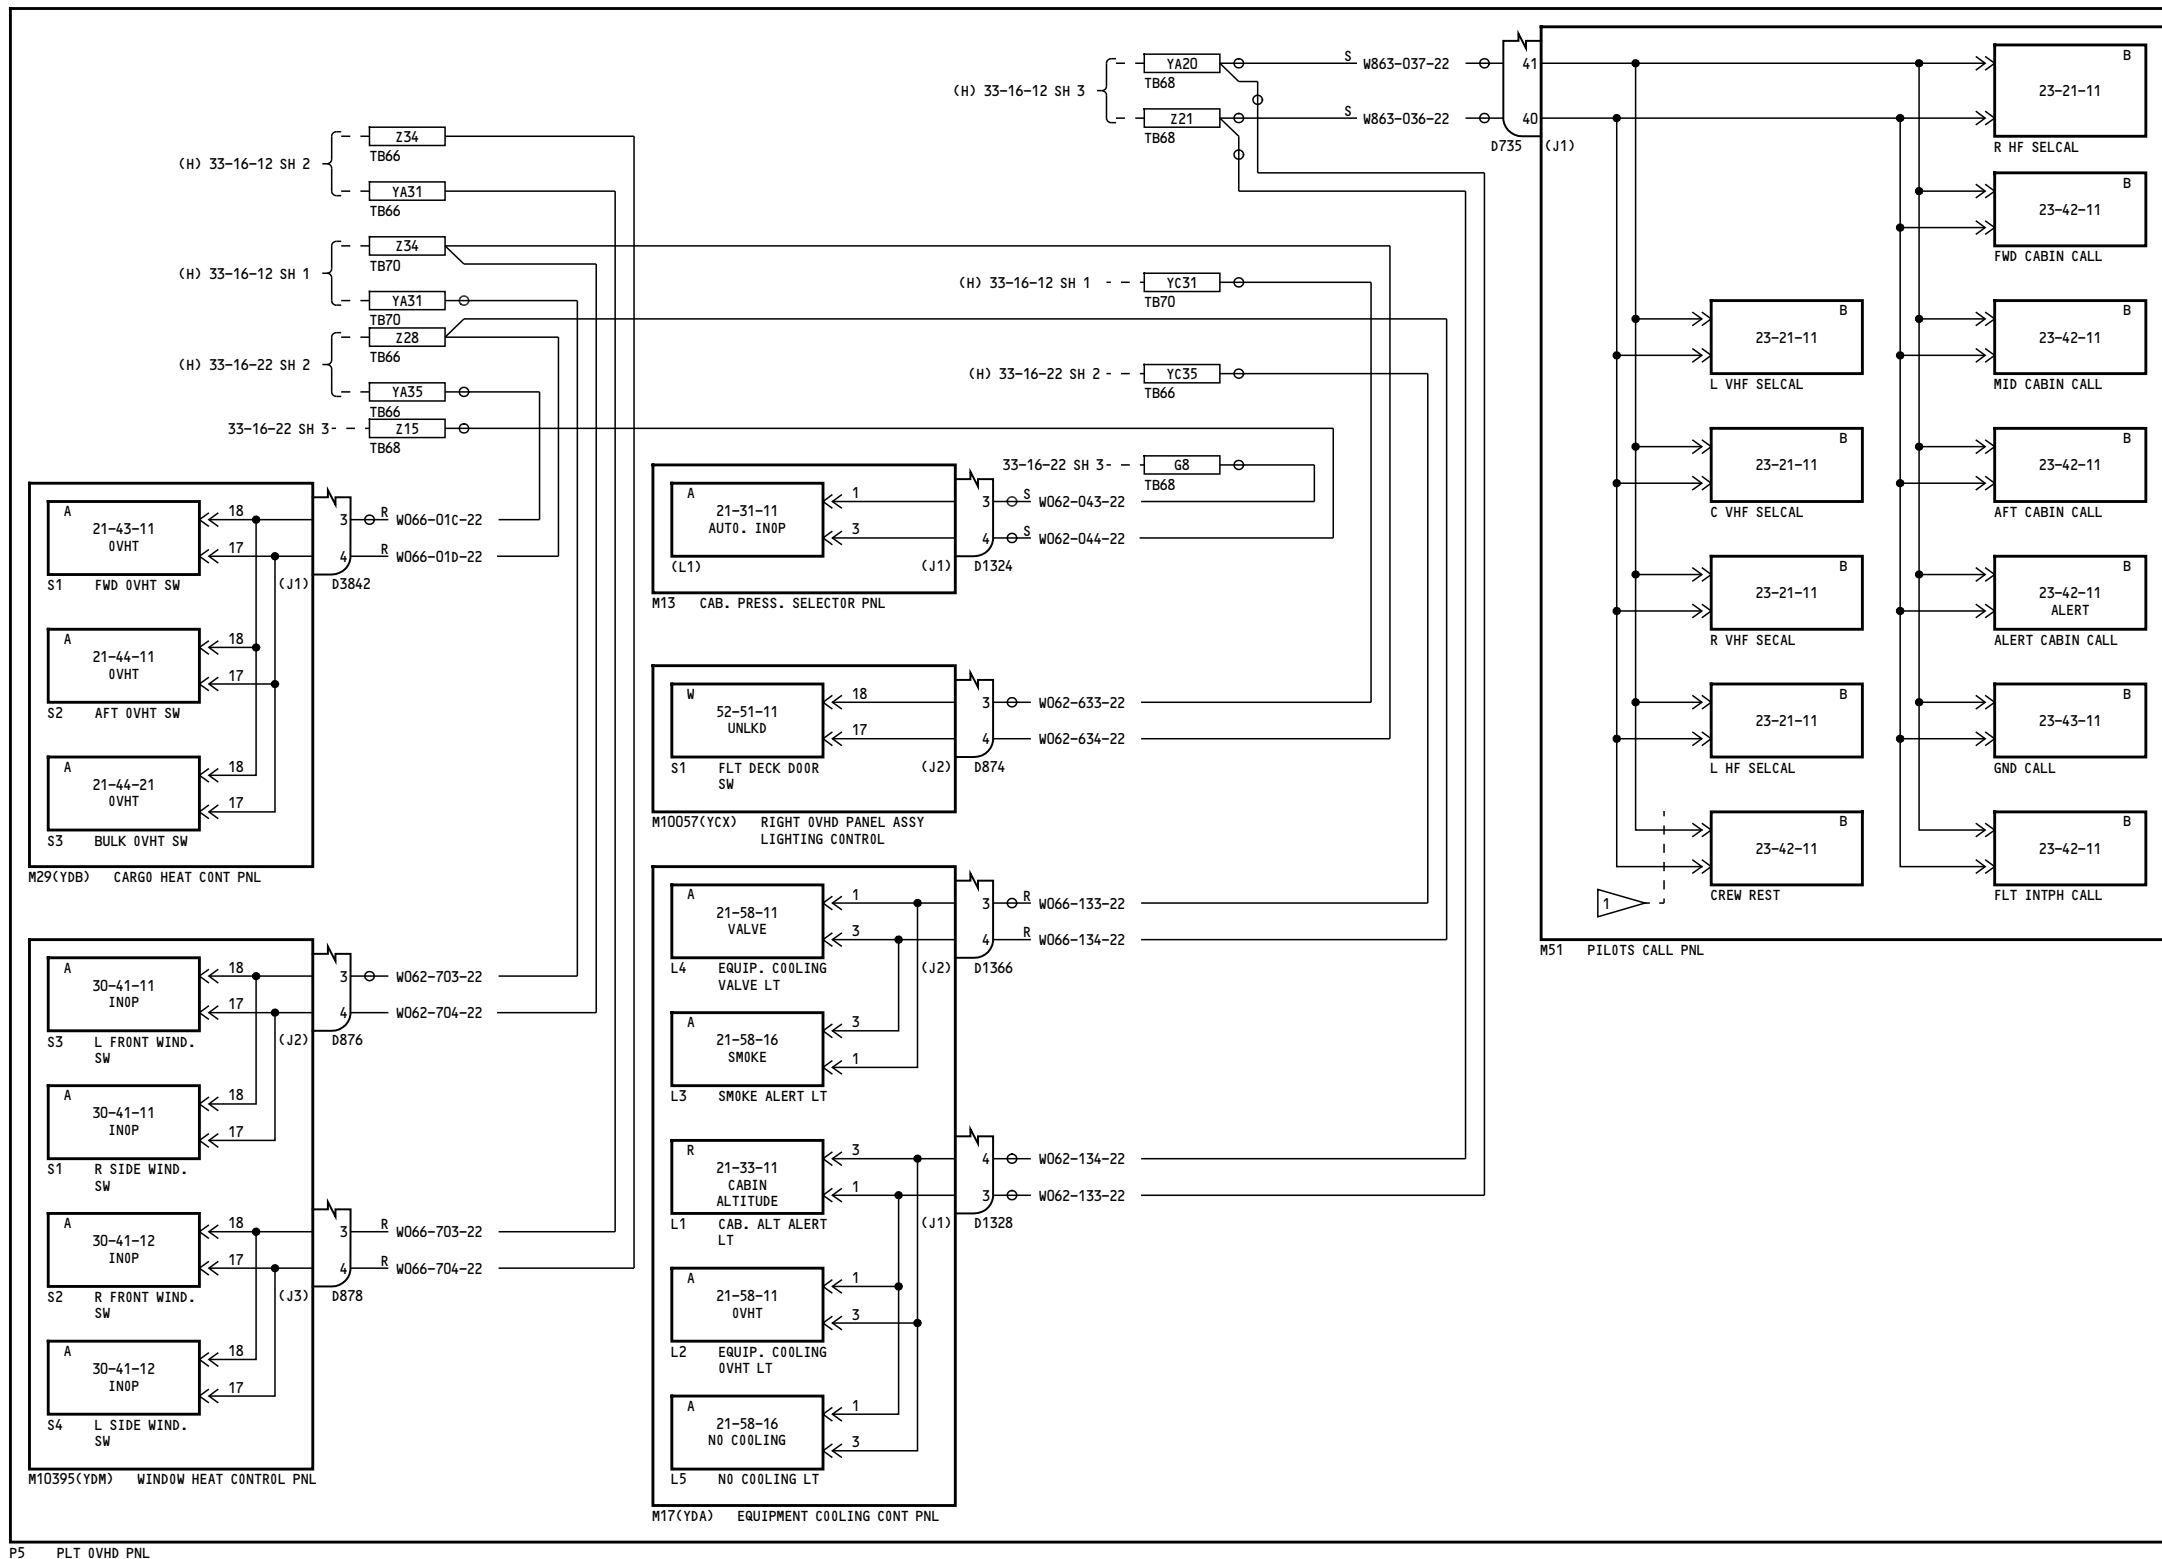 (H) 33-16-12 SH 2
Z34
TB66
YA31
TB66
(H) 33-16-12 SH 1
Z34
TB70
YA31
TB70
(H) 33-16-22 SH 2
Z28
TB66
YA35
TB66
33-16-22 SH 3
Z15
TB68
A
21-43-11
OVHT
18
17
S1 FWD OVHT SW
A
21-44-11
OVHT
18
17
S2 AFT OVHT SW
A
21-44-21
OVHT
18
17
S3 BULK OVHT SW
3 R W066-01C-22
4 R W066-01D-22
(J1) D3842
M29(YDB) CARGO HEAT CONT PNL
A
30-41-11
INOP
18
17
S3 L FRONT WIND.
SW
3 W062-703-22
4 W062-704-22
(J2) D876
A
30-41-11
INOP
18
17
S1 R SIDE WIND.
SW
A
30-41-12
INOP
18
17
S2 R FRONT WIND.
SW
3 R W066-703-22
4 R W066-704-22
(J3) D878
A
30-41-12
INOP
18
17
S4 L SIDE WIND.
SW
M10395(YDM) WINDOW HEAT CONTROL PNL
(H) 33-16-12 SH 3
YA20
TB68
Z21
TB68
S W863-037-22 41
S W863-036-22 40
D735 (J1)
(H) 33-16-12 SH 1
YC31
TB70
(H) 33-16-22 SH 2
YC35
TB66
33-16-22 SH 3
G8
TB68
A
21-31-11
AUTO. INOP
1
3
(L1)
3 S W062-043-22
4 S W062-044-22
(J1) D1324
M13 CAB. PRESS. SELECTOR PNL
W
52-51-11
UNLKD
18
17
S1 FLT DECK DOOR
SW
3 W062-633-22
4 W062-634-22
(J2) D874
M10057(YCX) RIGHT OVHD PANEL ASSY
LIGHTING CONTROL
A
21-58-11
VALVE
1
3
L4 EQUIP. COOLING
VALVE LT
3 R W066-133-22
4 R W066-134-22
(J2) D1366
A
21-58-16
SMOKE
3
1
L3 SMOKE ALERT LT
R
21-33-11
CABIN
ALTITUDE
3
1
L1 CAB. ALT ALERT
LT
4 W062-134-22
3 W062-133-22
(J1) D1328
A
21-58-11
OVHT
1
3
L2 EQUIP. COOLING
OVHT LT
A
21-58-16
NO COOLING
1
3
L5 NO COOLING LT
M17(YDA) EQUIPMENT COOLING CONT PNL
B
23-21-11
L VHF SELCAL
B
23-21-11
C VHF SELCAL
B
23-21-11
R VHF SECAL
B
23-21-11
L HF SELCAL
B
23-42-11
CREW REST
1
B
23-21-11
R HF SELCAL
B
23-42-11
FWD CABIN CALL
B
23-42-11
MID CABIN CALL
B
23-42-11
AFT CABIN CALL
B
23-42-11
ALERT
ALERT CABIN CALL
B
23-43-11
GND CALL
B
23-42-11
FLT INTPH CALL
M51 PILOTS CALL PNL
P5 PLT OVHD PNL